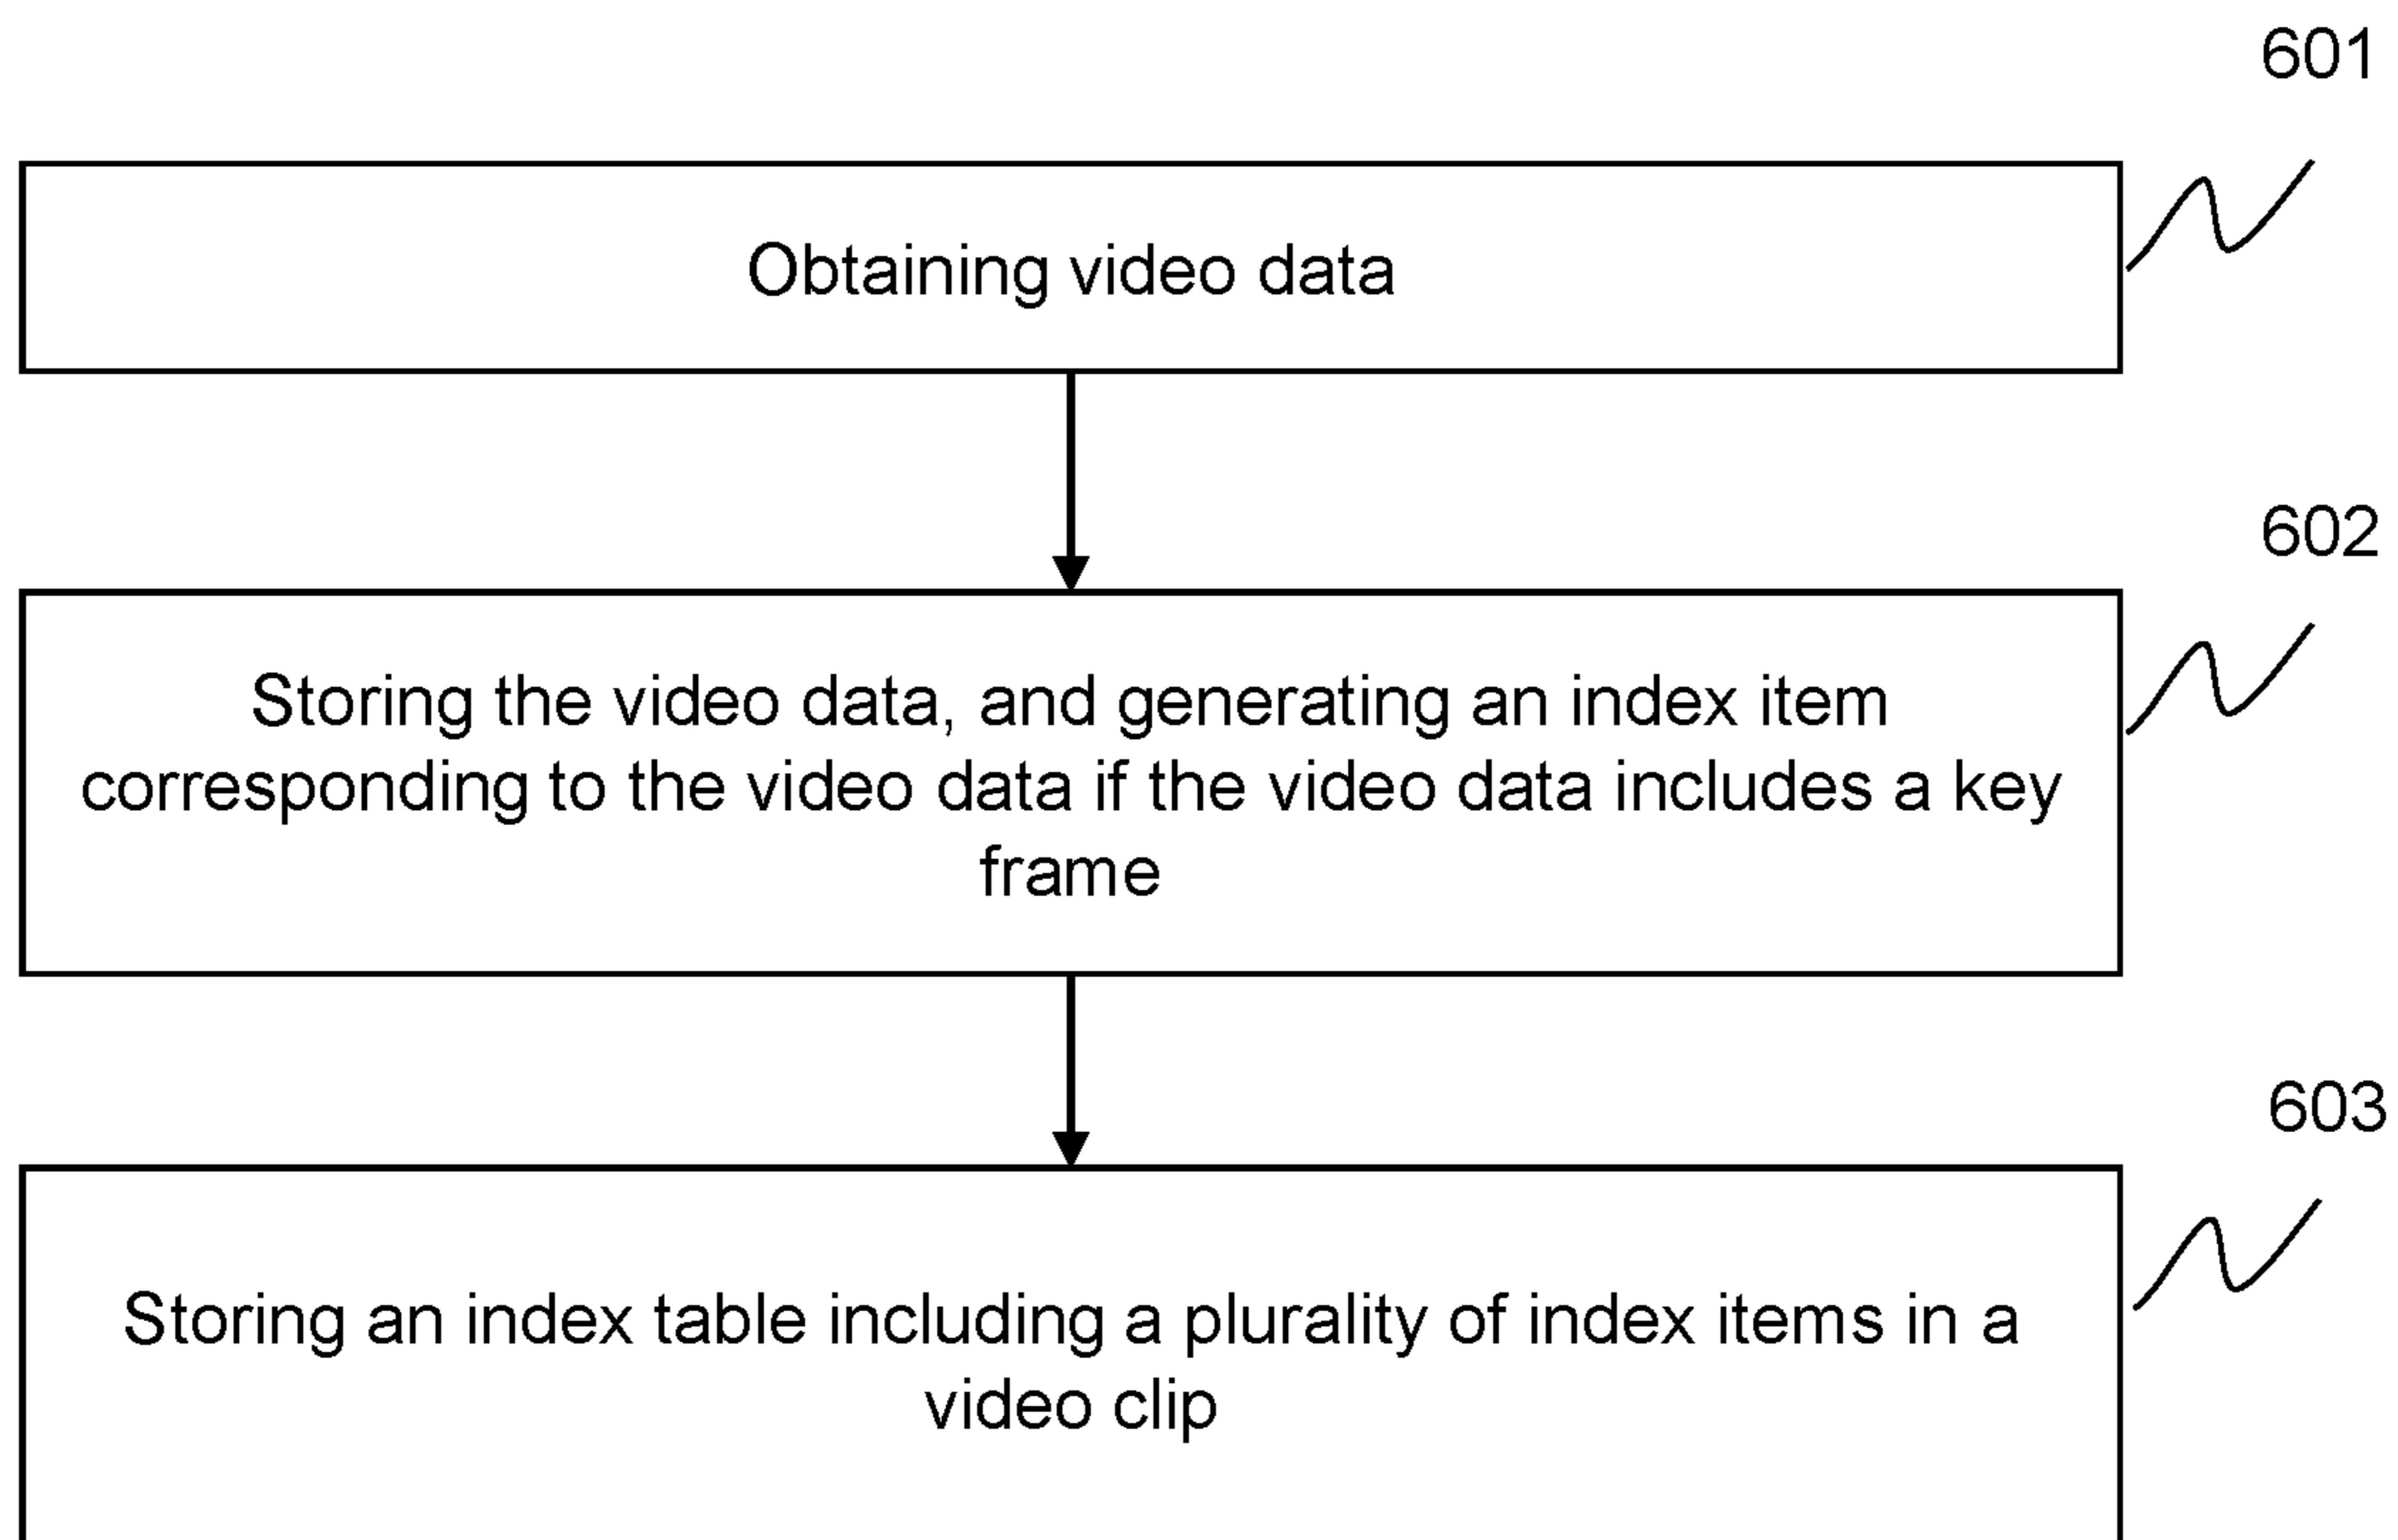 601
Obtaining video data
602
Storing the video data, and generating an index item
corresponding to the video data if the video data includes a key
frame
603
Storing an index table including a plurality of index items in a
video clip